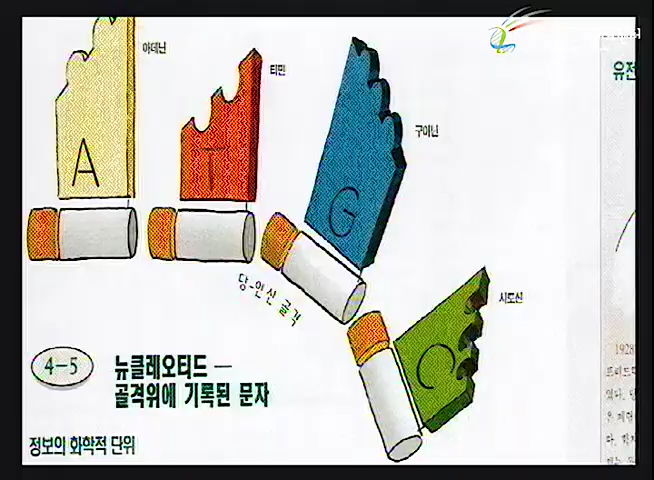 아데닌
티민
구아닌
시토신
A
T
G
C
당-인산 골격
4-5
뉴클레오티드 —
골격위에 기록된 문자
정보의 화학적 단위
유전
1928